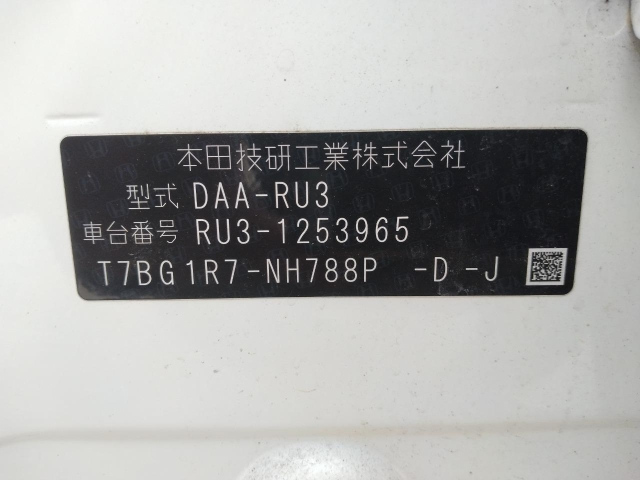 本田技研工業株式会社
型式 DAA-RU3
車台番号 RU3-1253965
T7BG1R7-NH788P -D -J